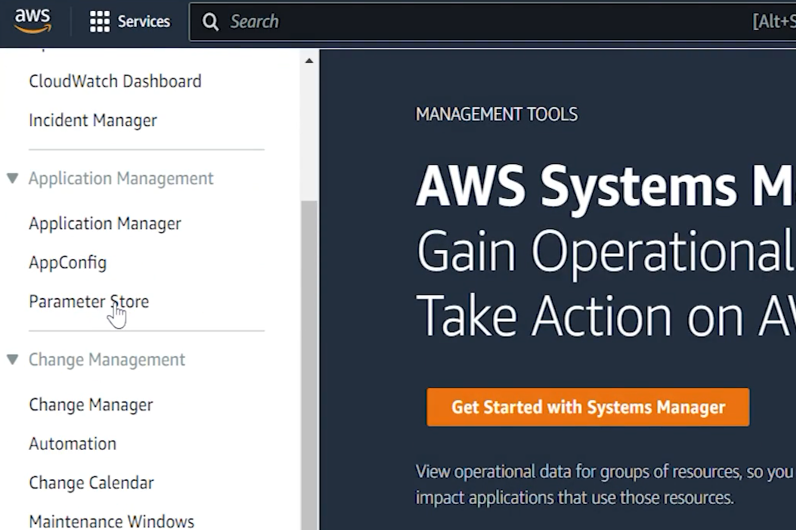 aws
Services
Search
[Alt+S
CloudWatch Dashboard
Incident Manager
Application Management
Application Manager
AppConfig
Parameter Store
Change Management
Change Manager
Automation
Change Calendar
Maintenance Windows
MANAGEMENT TOOLS
AWS Systems M
Gain Operational
Take Action on AW
Get Started with Systems Manager
View operational data for groups of resources, so you
impact applications that use those resources.